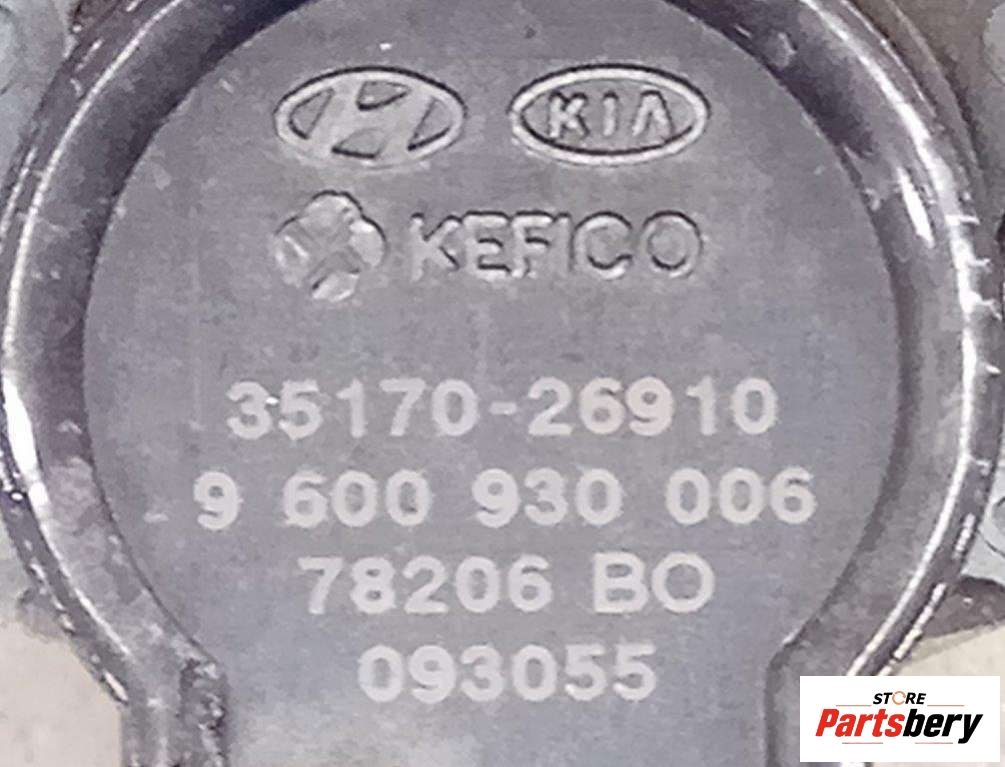 KIA
KEFICO
35170-26910
9 600 930 006
78206 BO
093055
STORE
Partsbery